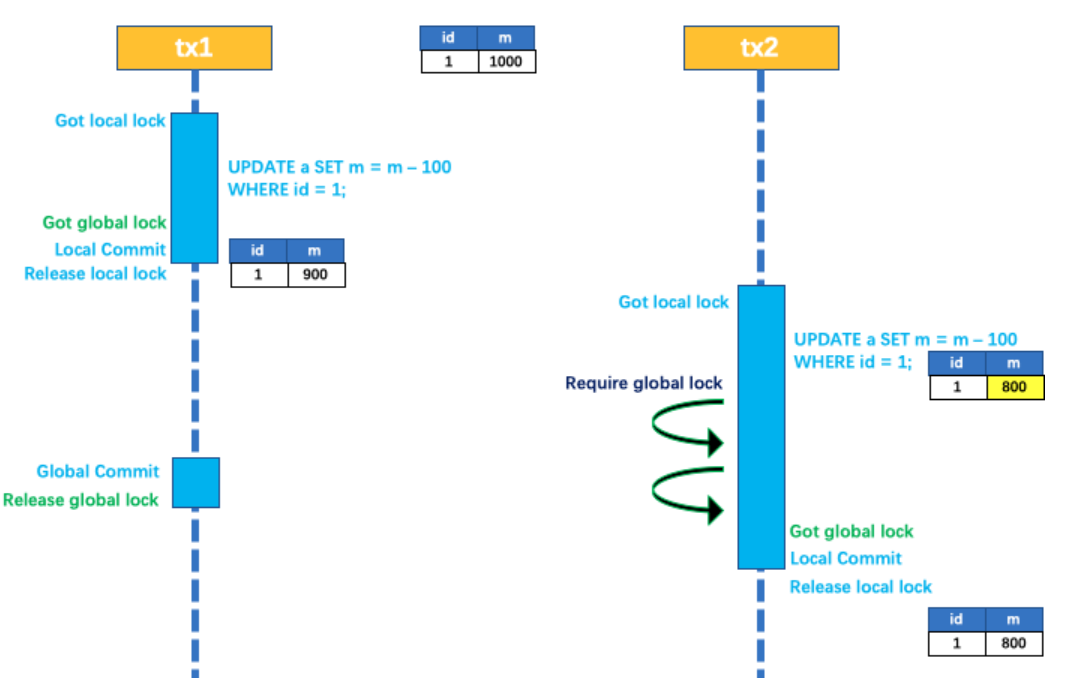 tx1
id m
1 1000
tx2
Got local lock
UPDATE a SET m = m – 100
WHERE id = 1;
Got global lock
Local Commit
Release local lock
id m
1 900
Got local lock
UPDATE a SET m = m – 100
WHERE id = 1;
id m
1 800
Require global lock
Global Commit
Release global lock
Got global lock
Local Commit
Release local lock
id m
1 800